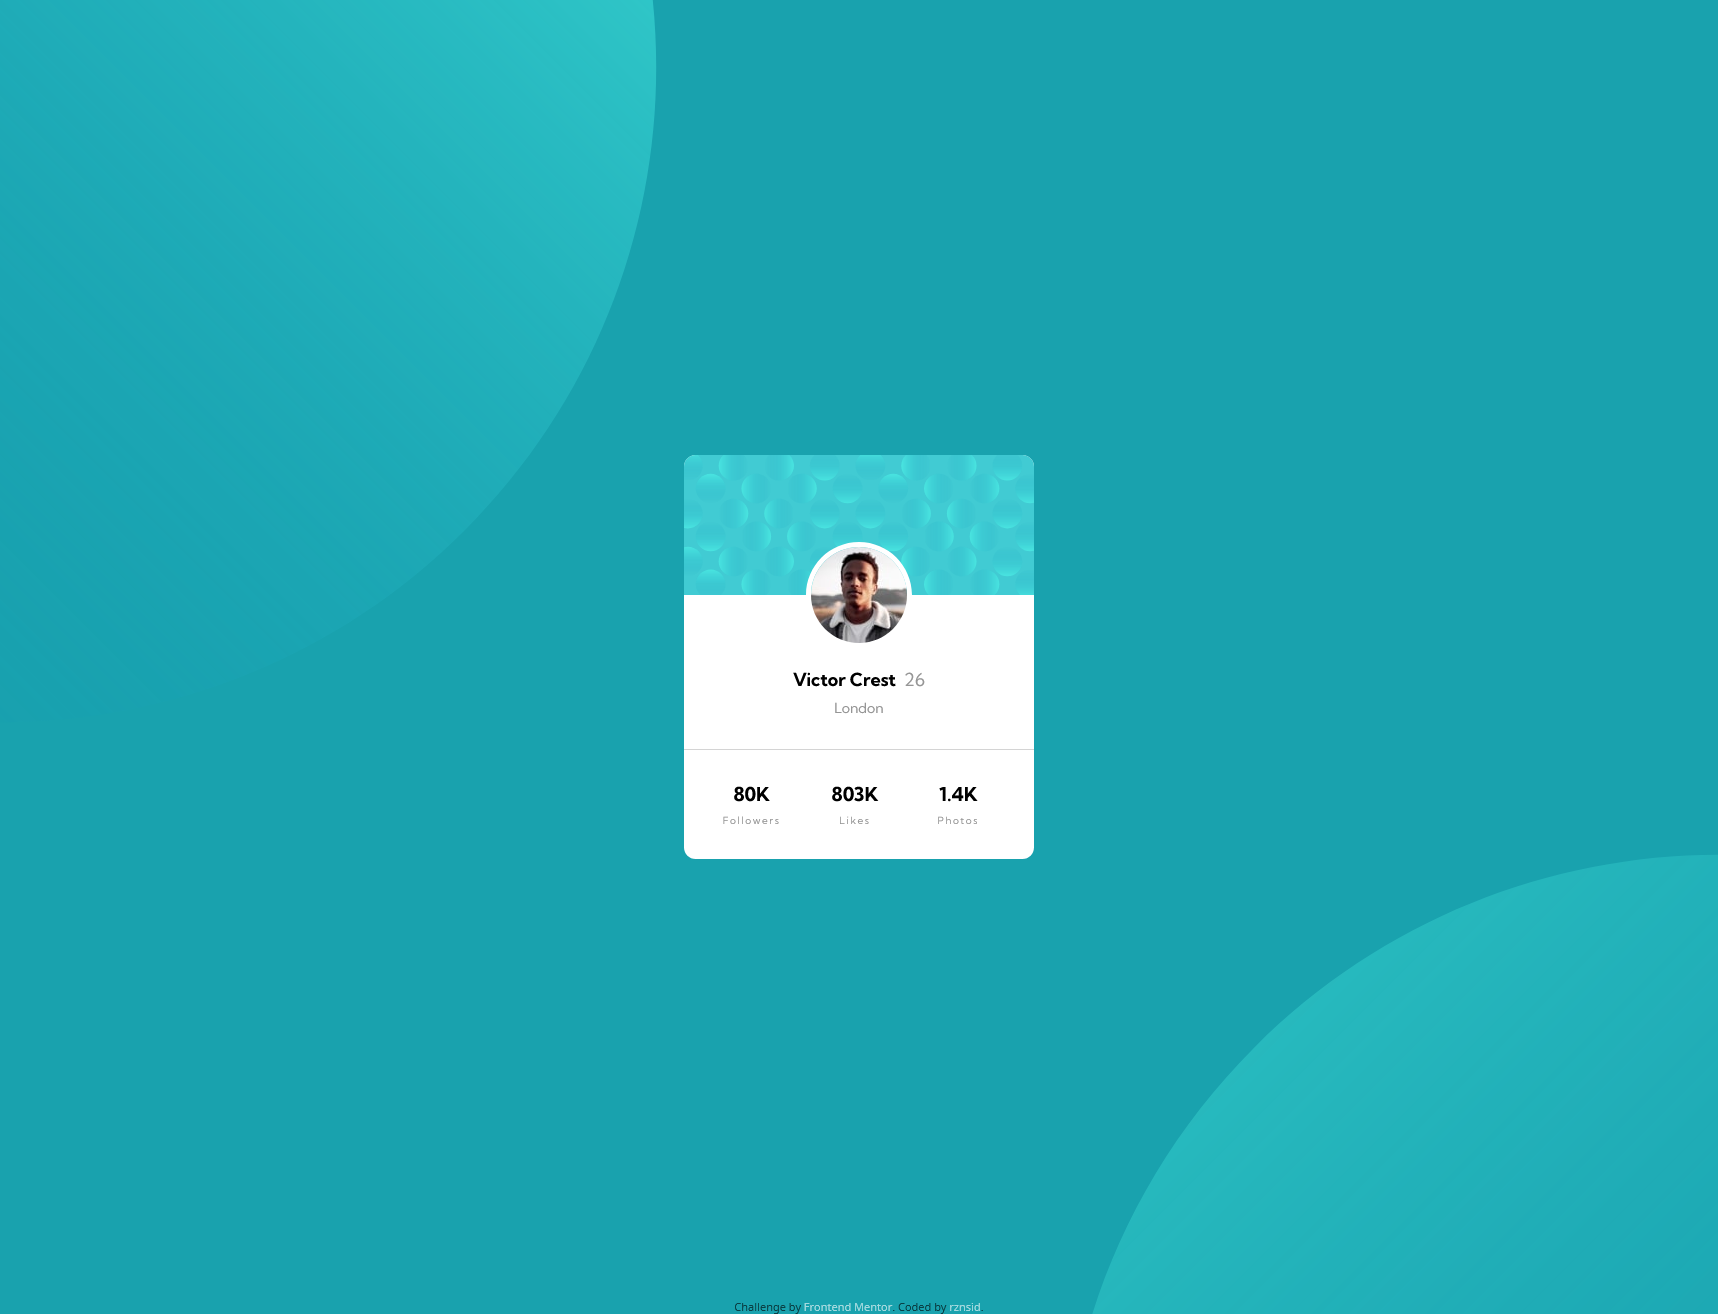 Victor Crest 26
London
80K 803K 1.4K
Followers Likes Photos
Challenge by Frontend Mentor. Coded by rznsid.